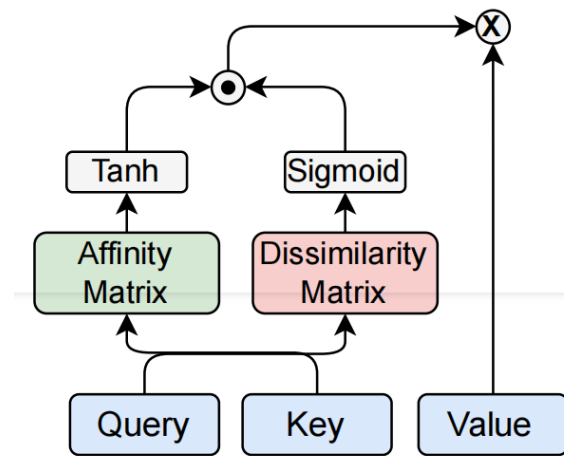 X
Tanh
Sigmoid
Affinity
Matrix
Dissimilarity
Matrix
Query
Key
Value